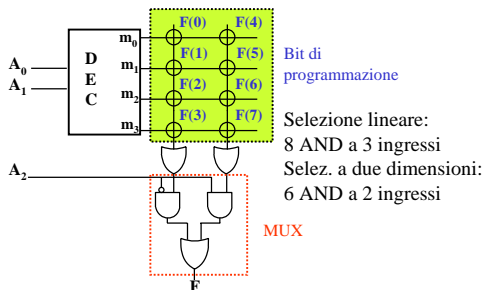 F(0) F(4)
m0
F(1) F(5)
A0
D
m1
A1
E
F(2) F(6)
C
m2
F(3) F(7)
m3
A2
F
Bit di
programmazione
Selezione lineare:
8 AND a 3 ingressi
Selez. a due dimensioni:
6 AND a 2 ingressi
MUX